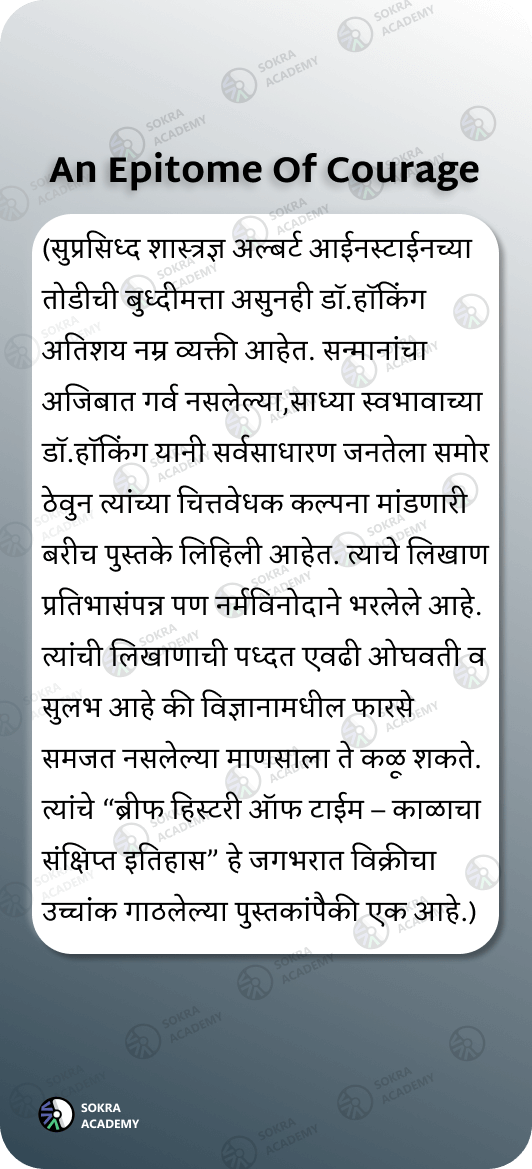 An Epitome Of Courage
(सुप्रसिध्द शास्त्रज्ञ अल्बर्ट आईनस्टाईनच्या
तोडीची बुध्दीमत्ता असुनही डॉ.हॉकिंग
अतिशय नम्र व्यक्ती आहेत. सन्मानांचा
अजिबात गर्व नसलेल्या,साध्या स्वभावाच्या
डॉ.हॉकिंग यानी सर्वसाधारण जनतेला समोर
ठेवुन त्यांच्या चित्तवेधक कल्पना मांडणारी
बरीच पुस्तके लिहिली आहेत. त्याचे लिखाण
प्रतिभासंपन्न पण नर्मविनोदाने भरलेले आहे.
त्यांची लिखाणाची पध्दत एवढी ओघवती व
सुलभ आहे की विज्ञानामधील फारसे
समजत नसलेल्या माणसाला ते कळू शकते.
त्यांचे “ब्रीफ हिस्टरी ऑफ टाईम – काळाचा
संक्षिप्त इतिहास” हे जगभरात विक्रीचा
उच्चांक गाठलेल्या पुस्तकांपैकी एक आहे.)
SOKRA
ACADEMY